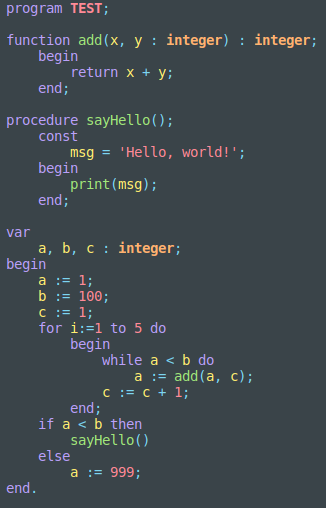 program TEST;

function add(x, y : integer) : integer;
    begin
        return x + y;
    end;

procedure sayHello();
    const
        msg = 'Hello, world!';
    begin
        print(msg);
    end;

var
    a, b, c : integer;
begin
    a := 1;
    b := 100;
    c := 1;
    for i:=1 to 5 do
        begin
            while a < b do
                a := add(a, c);
            c := c + 1;
        end;
    if a < b then
        sayHello()
    else
        a := 999;
end.